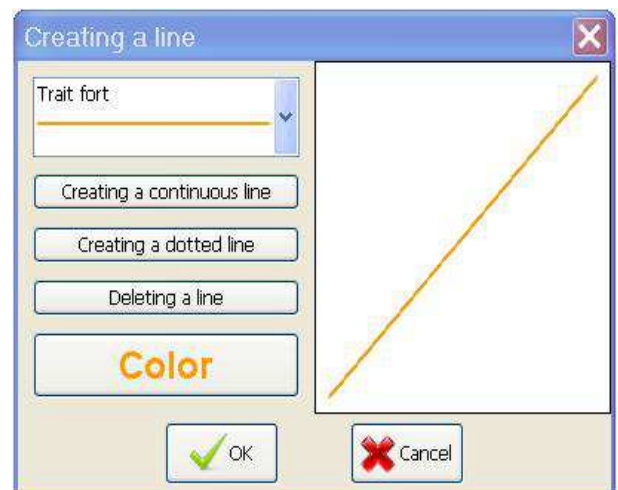 Creating a line
Trait fort
Creating a continuous line
Creating a dotted line
Deleting a line
Color
OK
Cancel